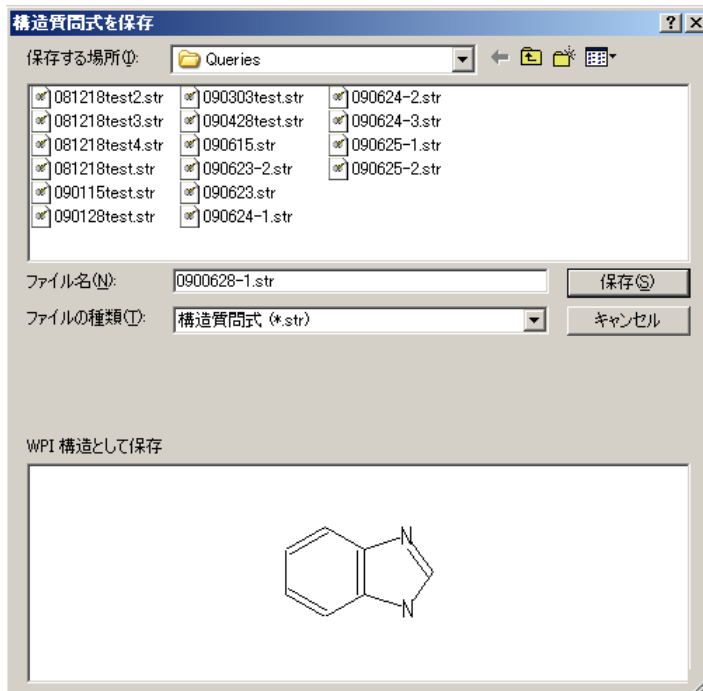 構造質問式を保存
保存する場所(I):
Queries
081218test2.str 090303test.str 090624-2.str
081218test3.str 090428test.str 090624-3.str
081218test4.str 090615.str 090625-1.str
081218test.str 090623-2.str 090625-2.str
090115test.str 090623.str
090128test.str 090624-1.str
ファイル名(N): 0900628-1.str 保存(S)
ファイルの種類(T): 構造質問式 (*.str) キャンセル
WPI 構造として保存
N
N